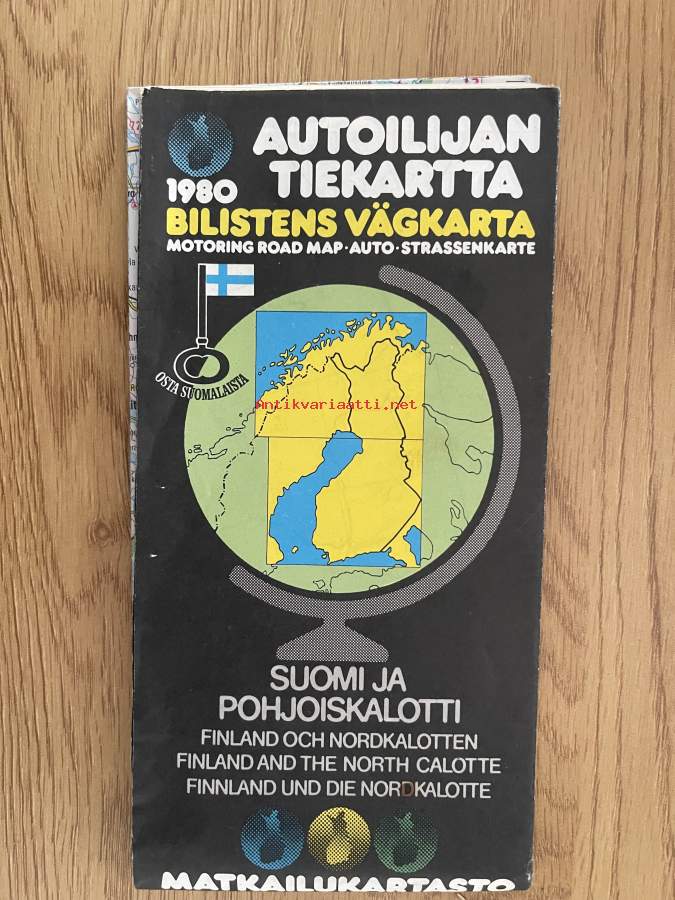 AUTOILIJAN
TIEKARTTA
1980
BILISTENS VÄGKARTA
MOTORING ROAD MAP·AUTO·STRASSENKARTE
OSTA SUOMALAISTA
Antikvariaatti.net
SUOMI JA
POHJOISKALOTTI
FINLAND OCH NORDKALOTTEN
FINLAND AND THE NORTH CALOTTE
FINNLAND UND DIE NORDKALOTTE
MATKAILUKARTASTO